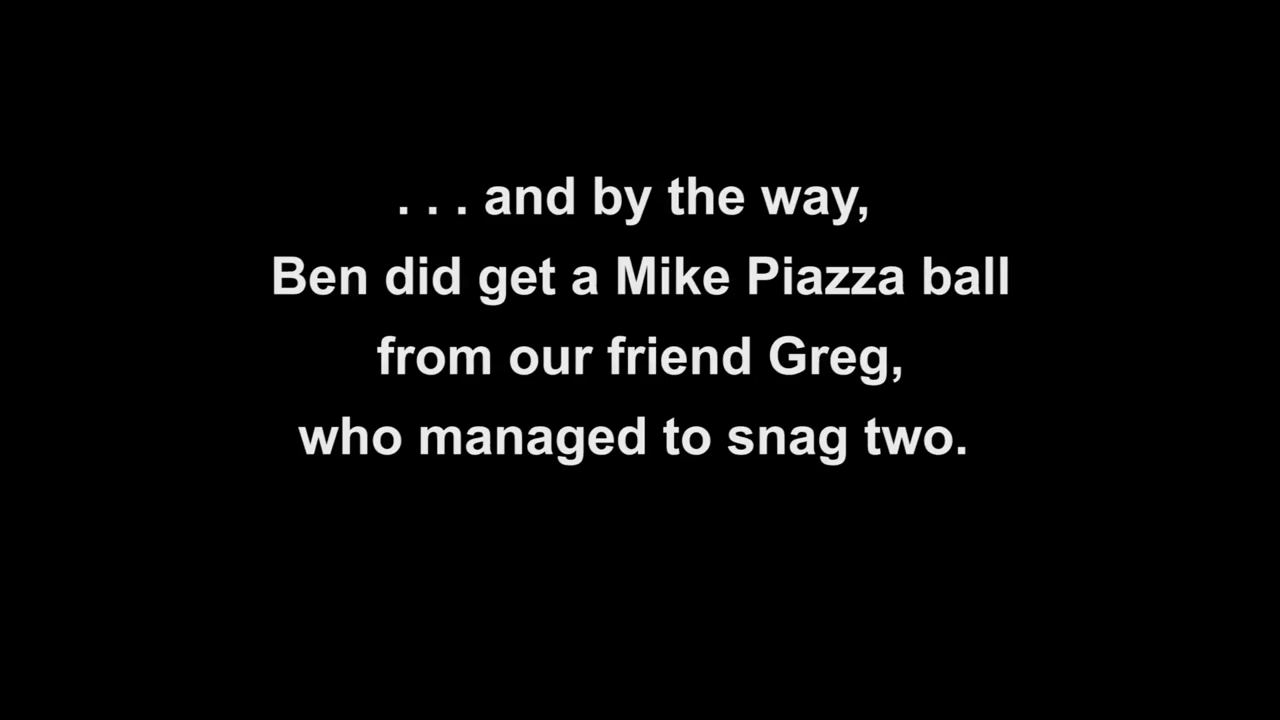 . . . and by the way,
Ben did get a Mike Piazza ball
from our friend Greg,
who managed to snag two.